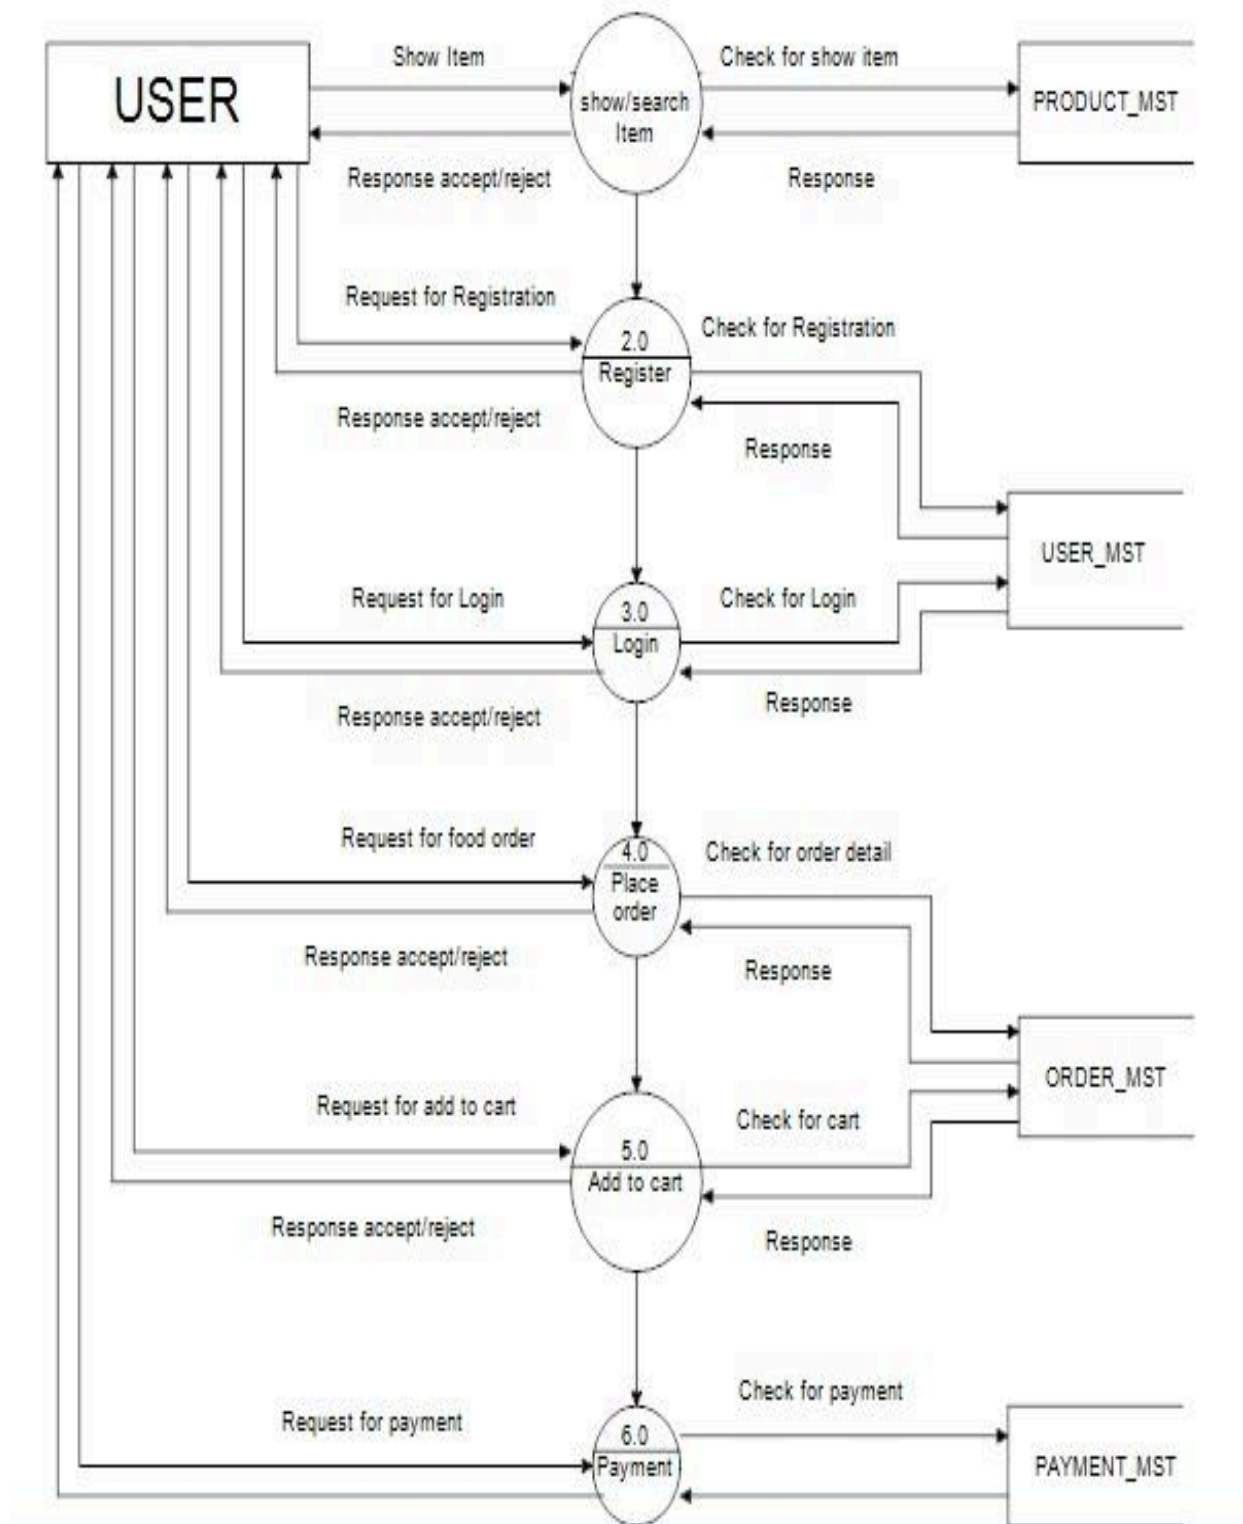 USER
Show Item
show/search
Item
Check for show item
PRODUCT_MST
Response accept/reject
Response
Request for Registration
2.0
Register
Check for Registration
Response accept/reject
Response
USER_MST
Request for Login
3.0
Login
Check for Login
Response accept/reject
Response
Request for food order
4.0
Place
order
Check for order detail
Response accept/reject
Response
ORDER_MST
Request for add to cart
5.0
Add to cart
Check for cart
Response accept/reject
Response
Request for payment
6.0
Payment
Check for payment
PAYMENT_MST